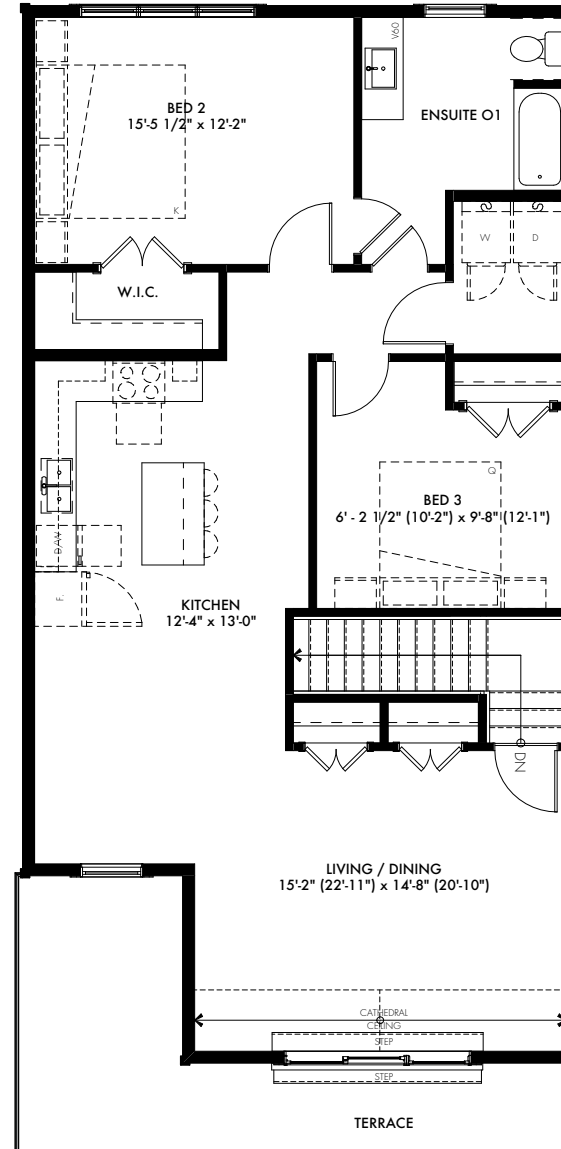 V60
ENSUITE O1
BED 2
15'-5 1/2" x 12'-2"
K
W
D
W.I.C.
Q
BED 3
6' - 2 1/2" (10'-2") x 9'-8" (12'-1")
D/W
F.
KITCHEN
12'-4" x 13'-0"
DN
LIVING / DINING
15'-2" (22'-11") x 14'-8" (20'-10")
CATHEDRAL
CEILING
STEP
STEP
TERRACE